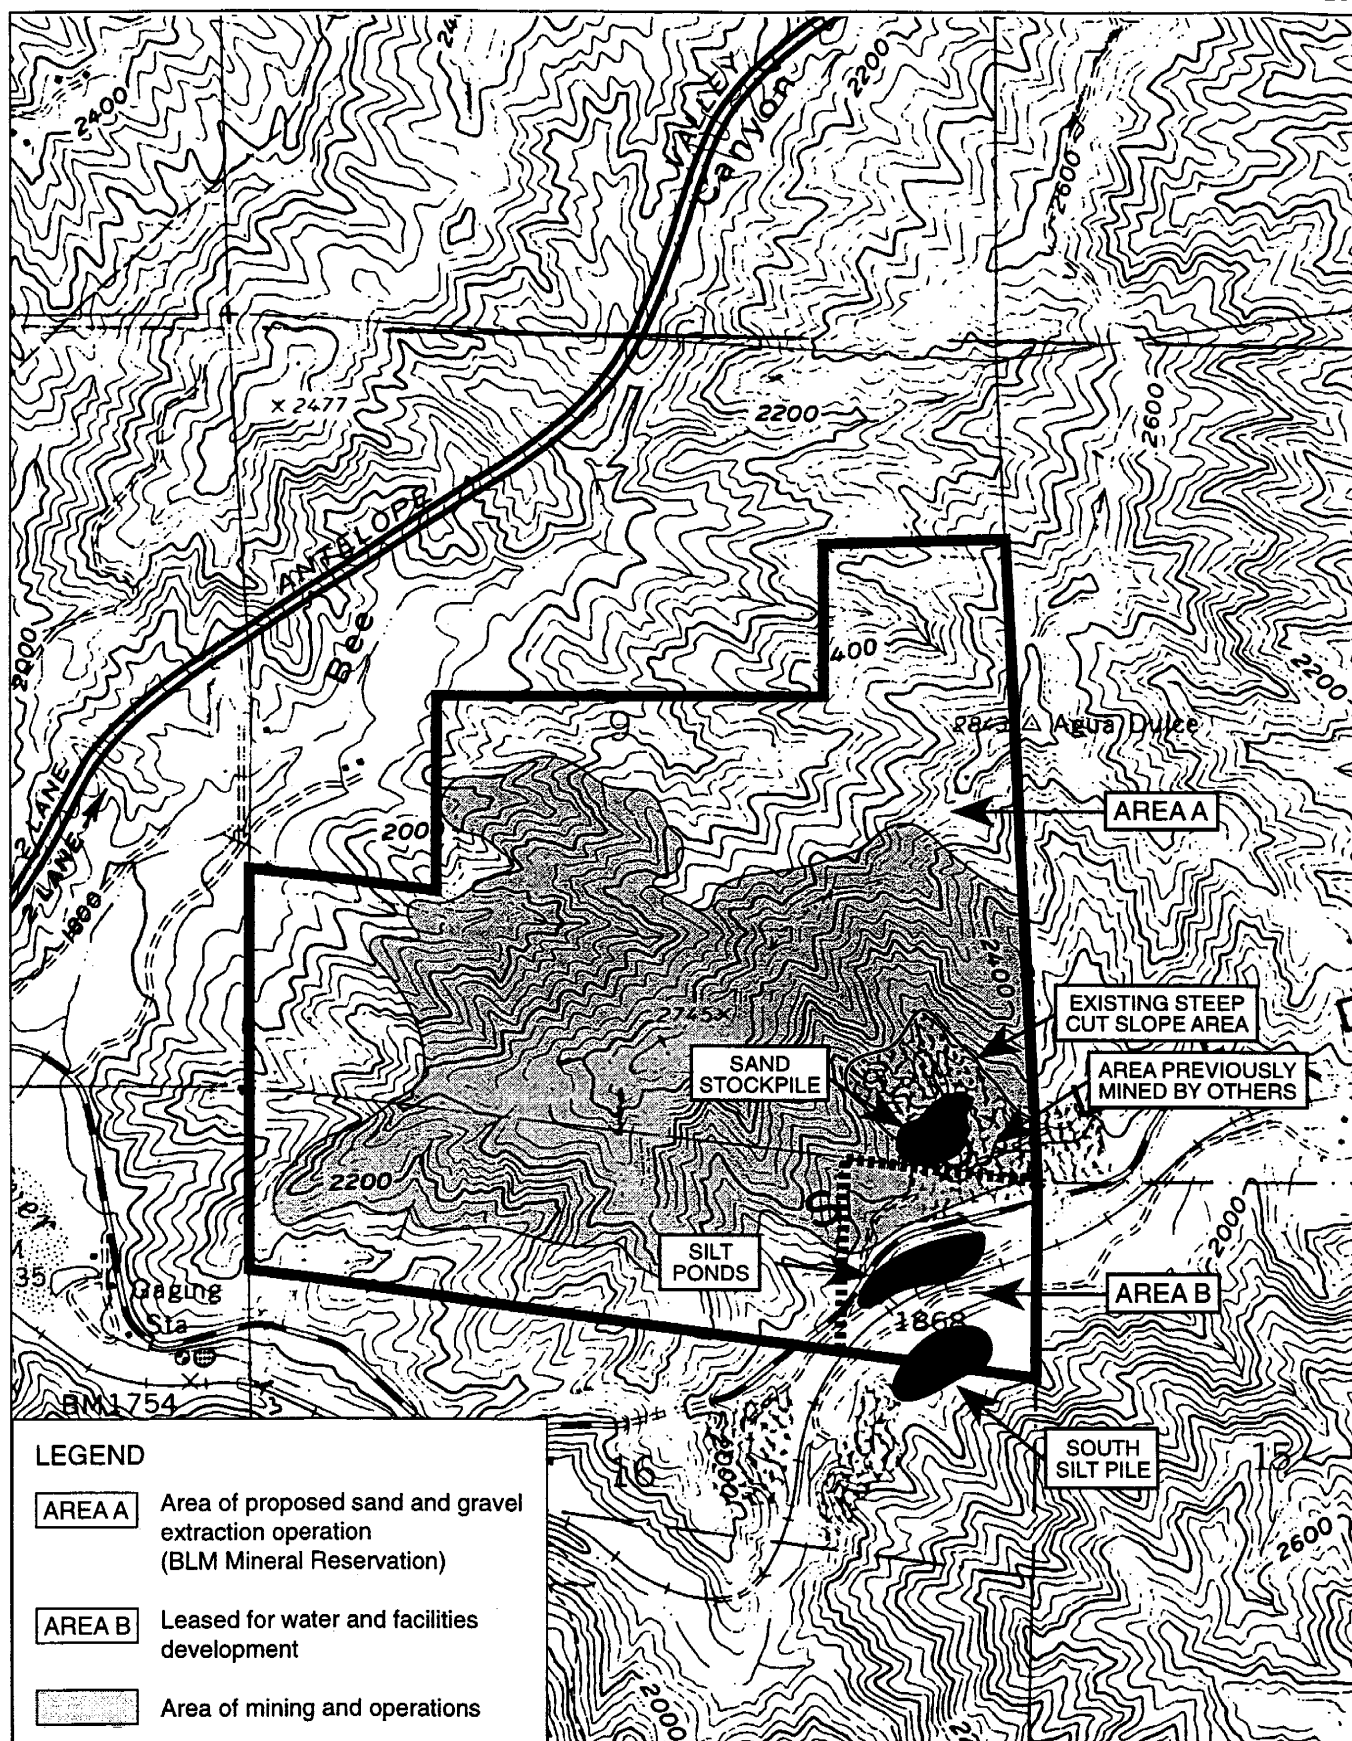 2200
VALLEY
Canyon
2400
2600
x 2477
2200
2600
ANTELOPE
Bee
2200
400
2200
9
2843 △ Agua Dulce
2 LANE
2 LANE
AREA A
200
1800
2400
2745x
EXISTING STEEP
CUT SLOPE AREA
SAND
STOCKPILE
AREA PREVIOUSLY
MINED BY OTHERS
2200
2000
SILT
PONDS
35
Gaging
Sta
AREA B
1868
BM1754
SOUTH
SILT PILE
16
15
2000
2600
2000
LEGEND
AREA A
Area of proposed sand and gravel
extraction operation
(BLM Mineral Reservation)
AREA B
Leased for water and facilities
development
Area of mining and operations